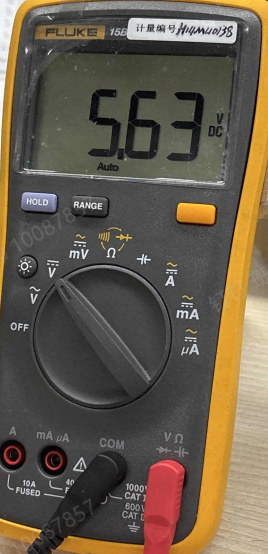 FLUKE 15B
计量编号
5.63
V
DC
Auto
HOLD
RANGE
mV
Ω
V
A
V
mA
OFF
μA
A
mA μA
COM
V Ω
10A
FUSED
1000V
CAT
600V
CAT